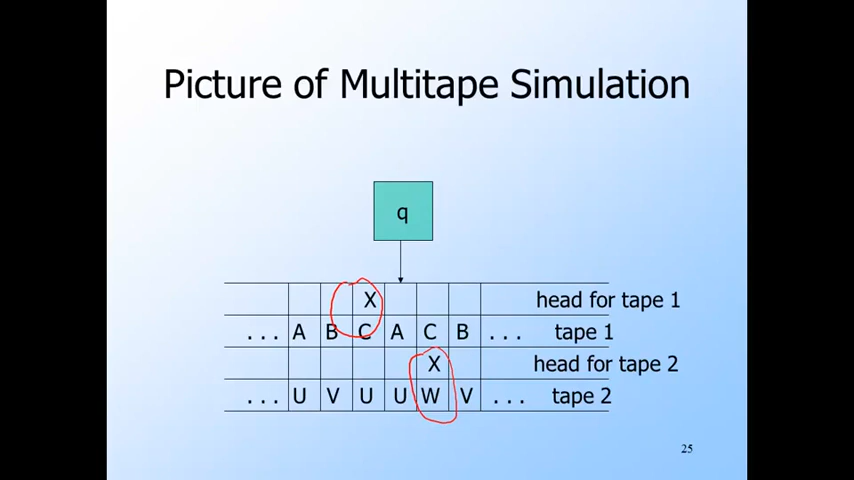 Picture of Multitape Simulation
q
X head for tape 1
. . . A B C A C B . . . tape 1
X head for tape 2
. . . U V U U W V . . . tape 2
25